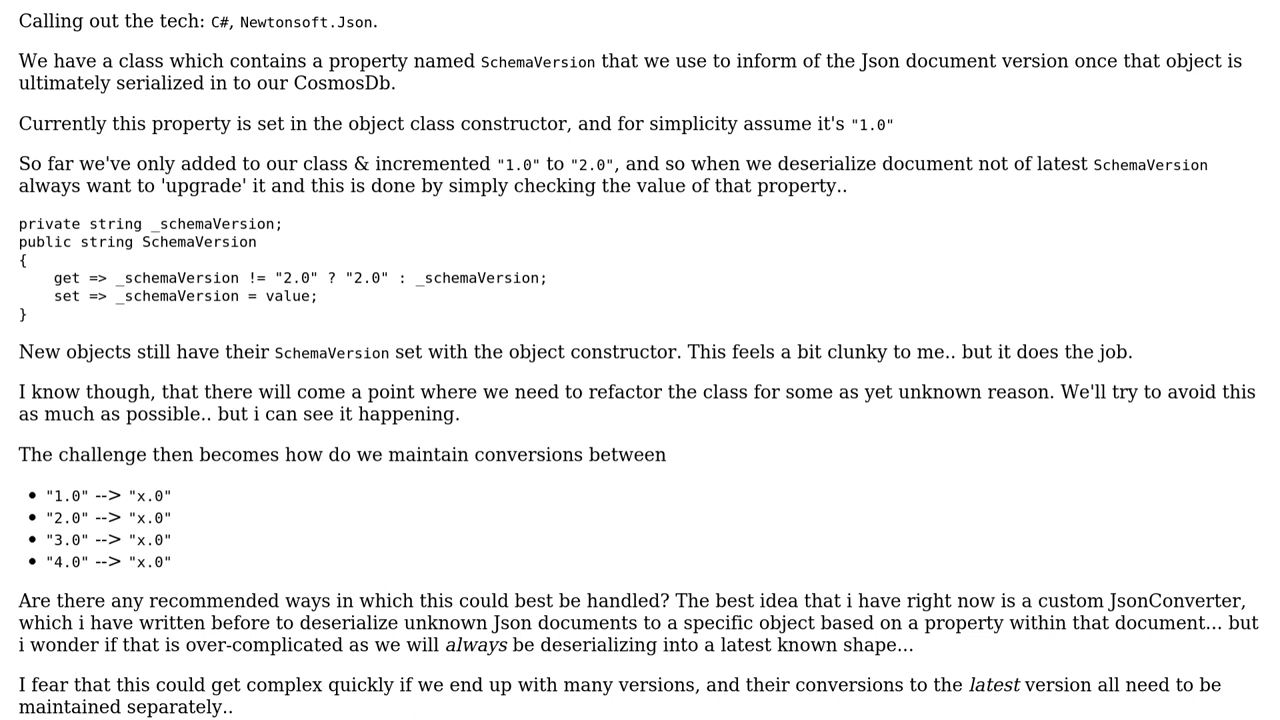 Calling out the tech: C#, Newtonsoft.Json.
We have a class which contains a property named SchemaVersion that we use to inform of the Json document version once that object is
ultimately serialized in to our CosmosDb.
Currently this property is set in the object class constructor, and for simplicity assume it's "1.0"
So far we've only added to our class & incremented "1.0" to "2.0", and so when we deserialize document not of latest SchemaVersion
always want to 'upgrade' it and this is done by simply checking the value of that property..
private string _schemaVersion;
public string SchemaVersion
{
    get => _schemaVersion != "2.0" ? "2.0" : _schemaVersion;
    set => _schemaVersion = value;
}
New objects still have their SchemaVersion set with the object constructor. This feels a bit clunky to me.. but it does the job.
I know though, that there will come a point where we need to refactor the class for some as yet unknown reason. We'll try to avoid this
as much as possible.. but i can see it happening.
The challenge then becomes how do we maintain conversions between
• "1.0" --> "x.0"
• "2.0" --> "x.0"
• "3.0" --> "x.0"
• "4.0" --> "x.0"
Are there any recommended ways in which this could best be handled? The best idea that i have right now is a custom JsonConverter,
which i have written before to deserialize unknown Json documents to a specific object based on a property within that document... but
i wonder if that is over-complicated as we will always be deserializing into a latest known shape...
I fear that this could get complex quickly if we end up with many versions, and their conversions to the latest version all need to be
maintained separately..